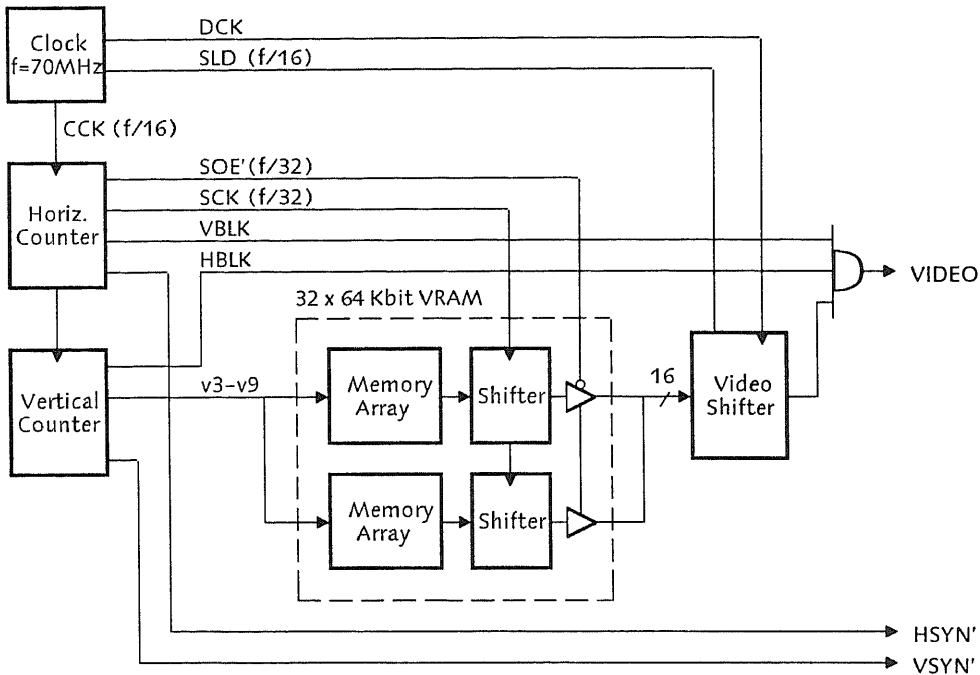 Clock
f=70MHz
DCK
SLD (f/16)
CCK (f/16)
Horiz.
Counter
SOE' (f/32)
SCK (f/32)
VBLK
HBLK
VIDEO
32 x 64 Kbit VRAM
Vertical
Counter
v3-v9
Memory
Array
Shifter
16
Video
Shifter
Memory
Array
Shifter
HSYN'
VSYN'